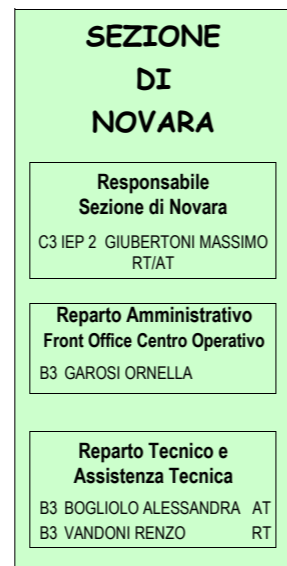 SEZIONE
DI
NOVARA
Responsabile
Sezione di Novara
C3 IEP 2 GIUBERTONI MASSIMO
RT/AT
Reparto Amministrativo
Front Office Centro Operativo
B3 GAROSI ORNELLA
Reparto Tecnico e
Assistenza Tecnica
B3 BOGLIOLO ALESSANDRA AT
B3 VANDONI RENZO RT